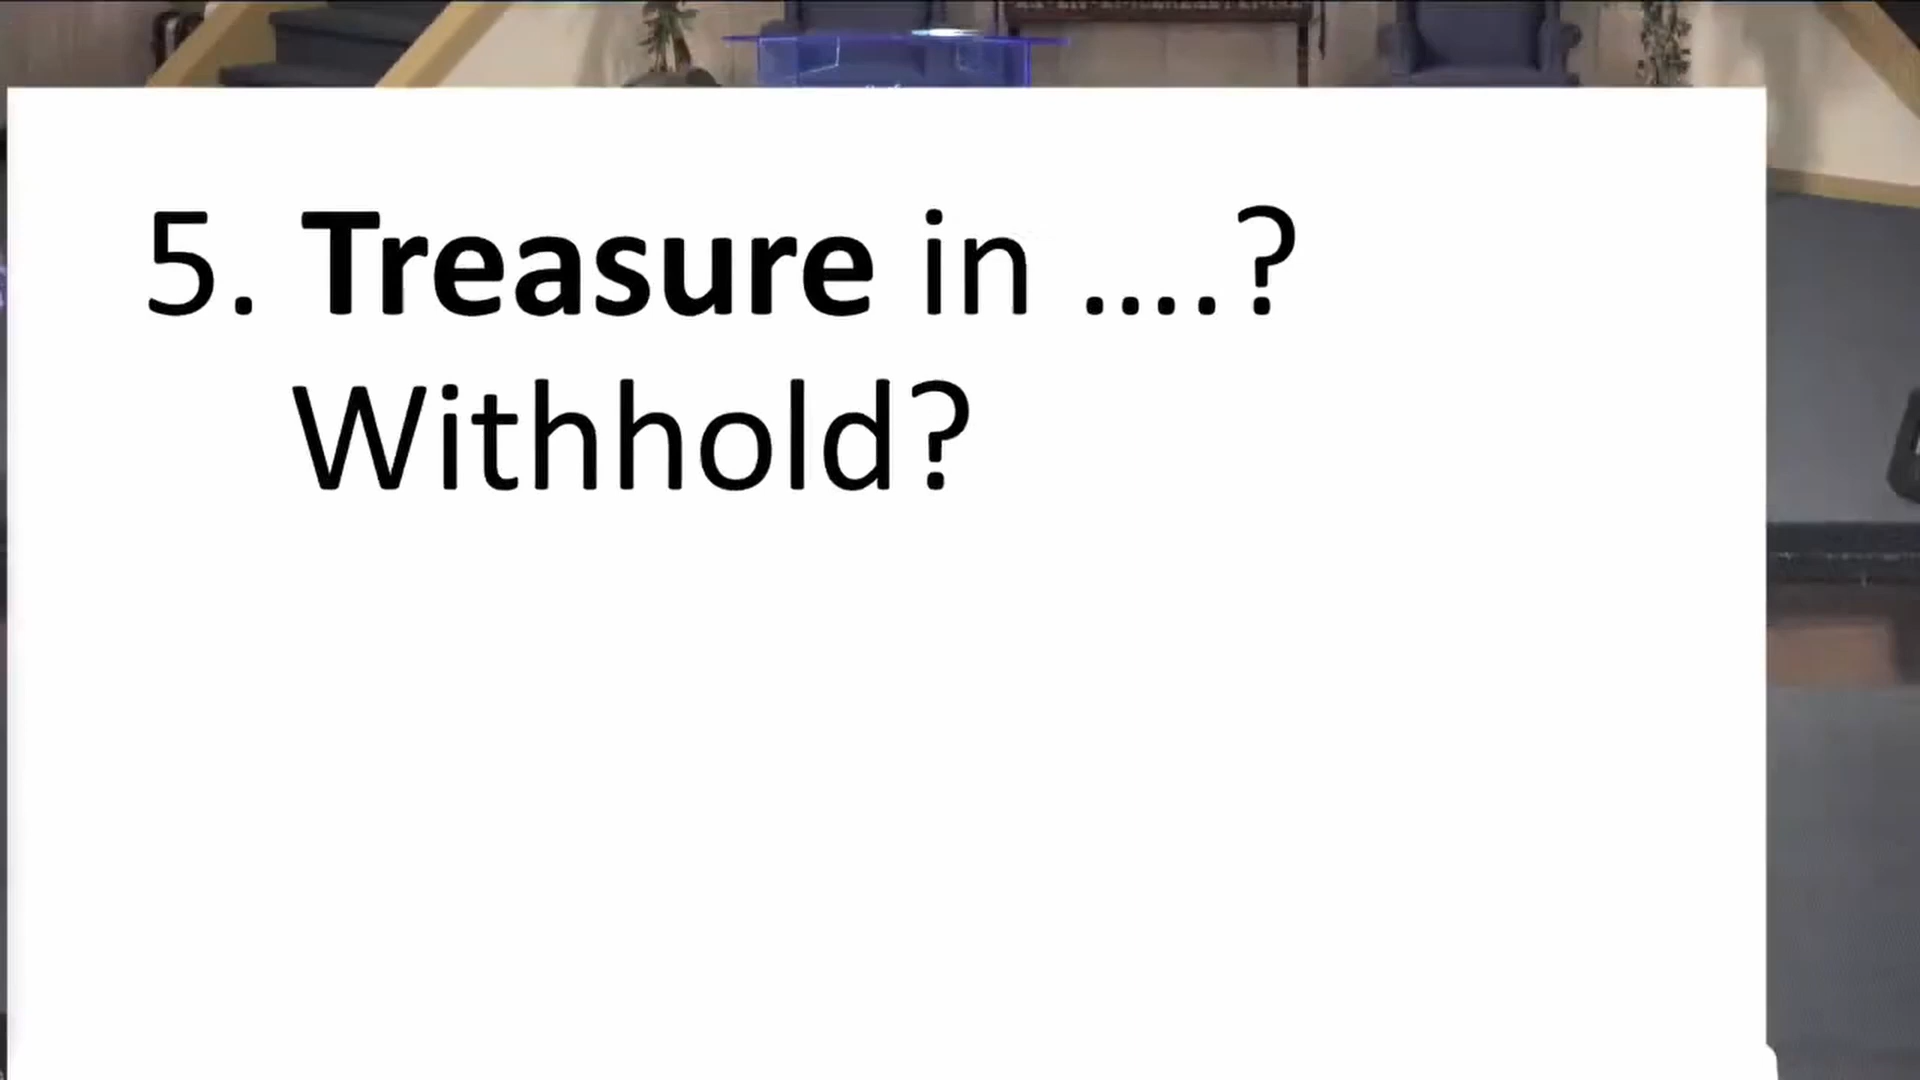 5. Treasure in ....?
Withhold?